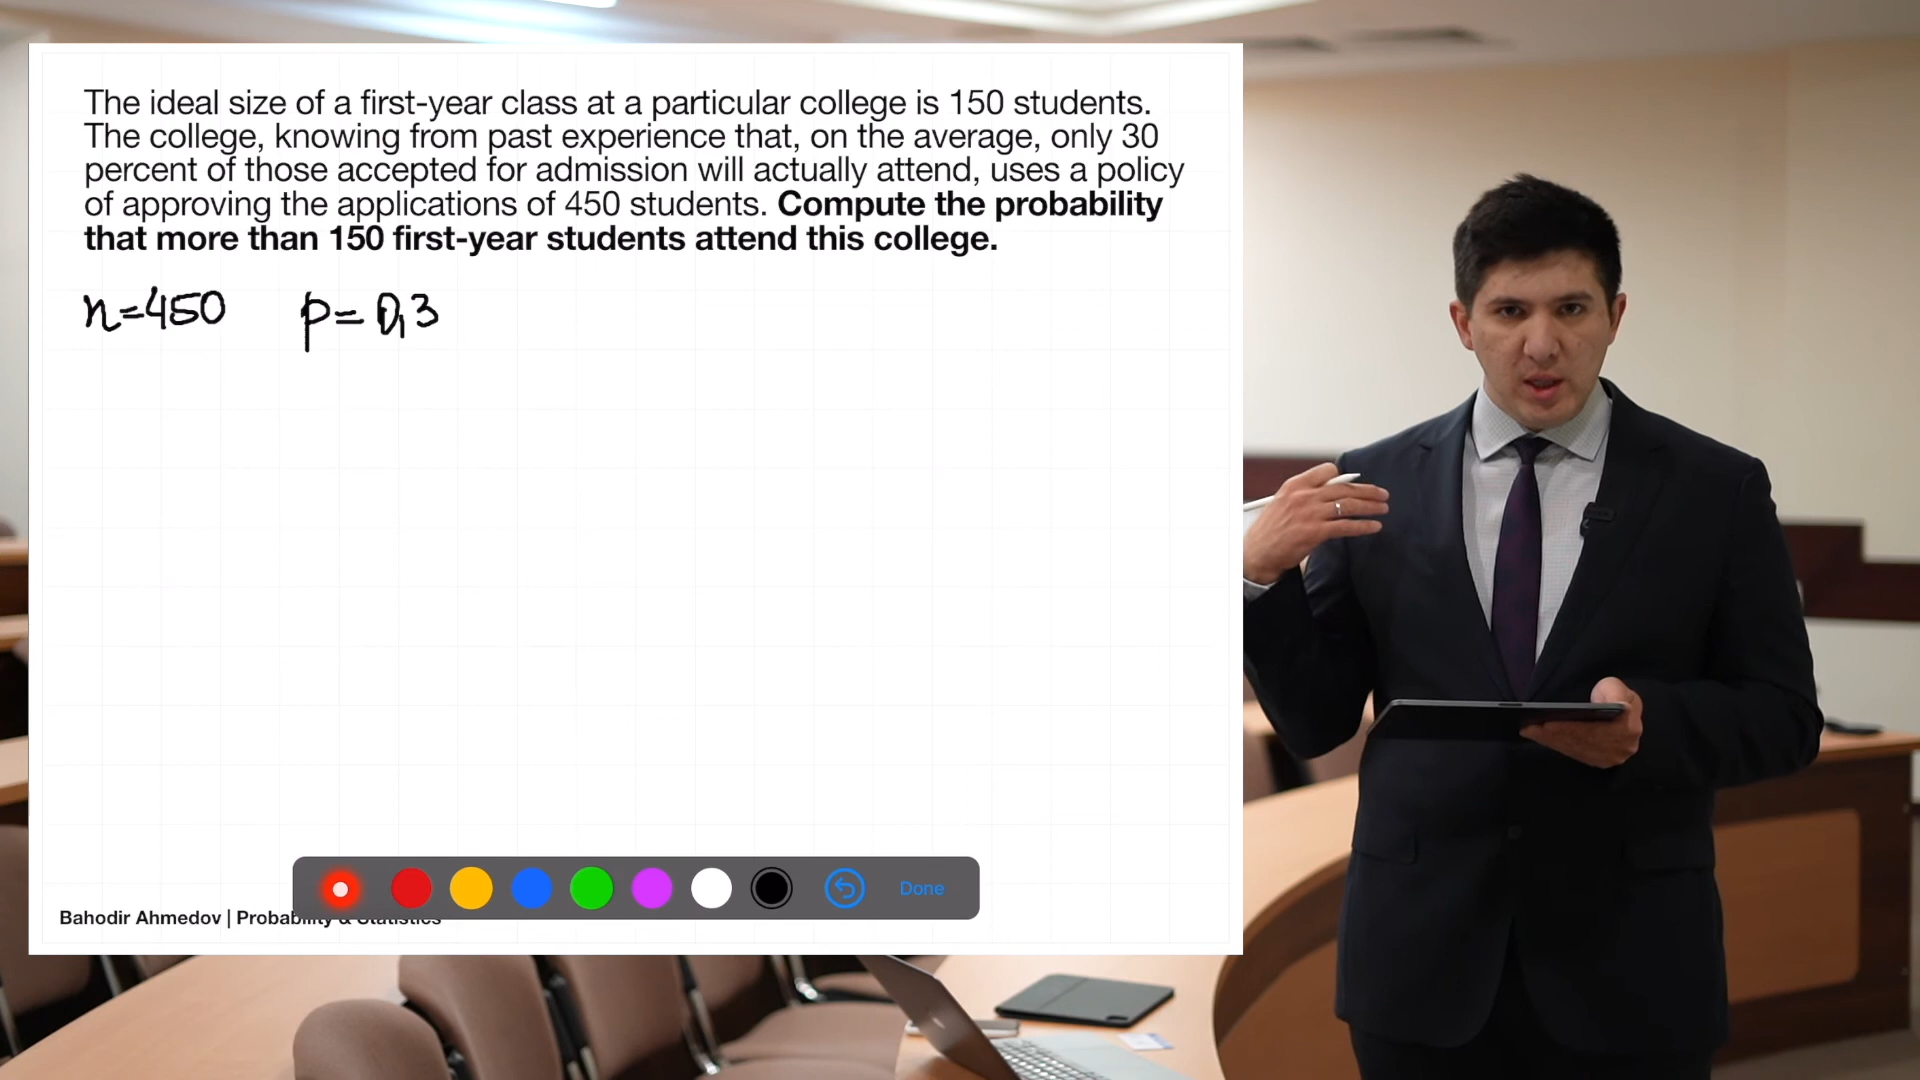 The ideal size of a first-year class at a particular college is 150 students.
The college, knowing from past experience that, on the average, only 30
percent of those accepted for admission will actually attend, uses a policy
of approving the applications of 450 students. Compute the probability
that more than 150 first-year students attend this college.
n=450 p=0,3
Done
Bahodir Ahmedov | Probability & Statistics